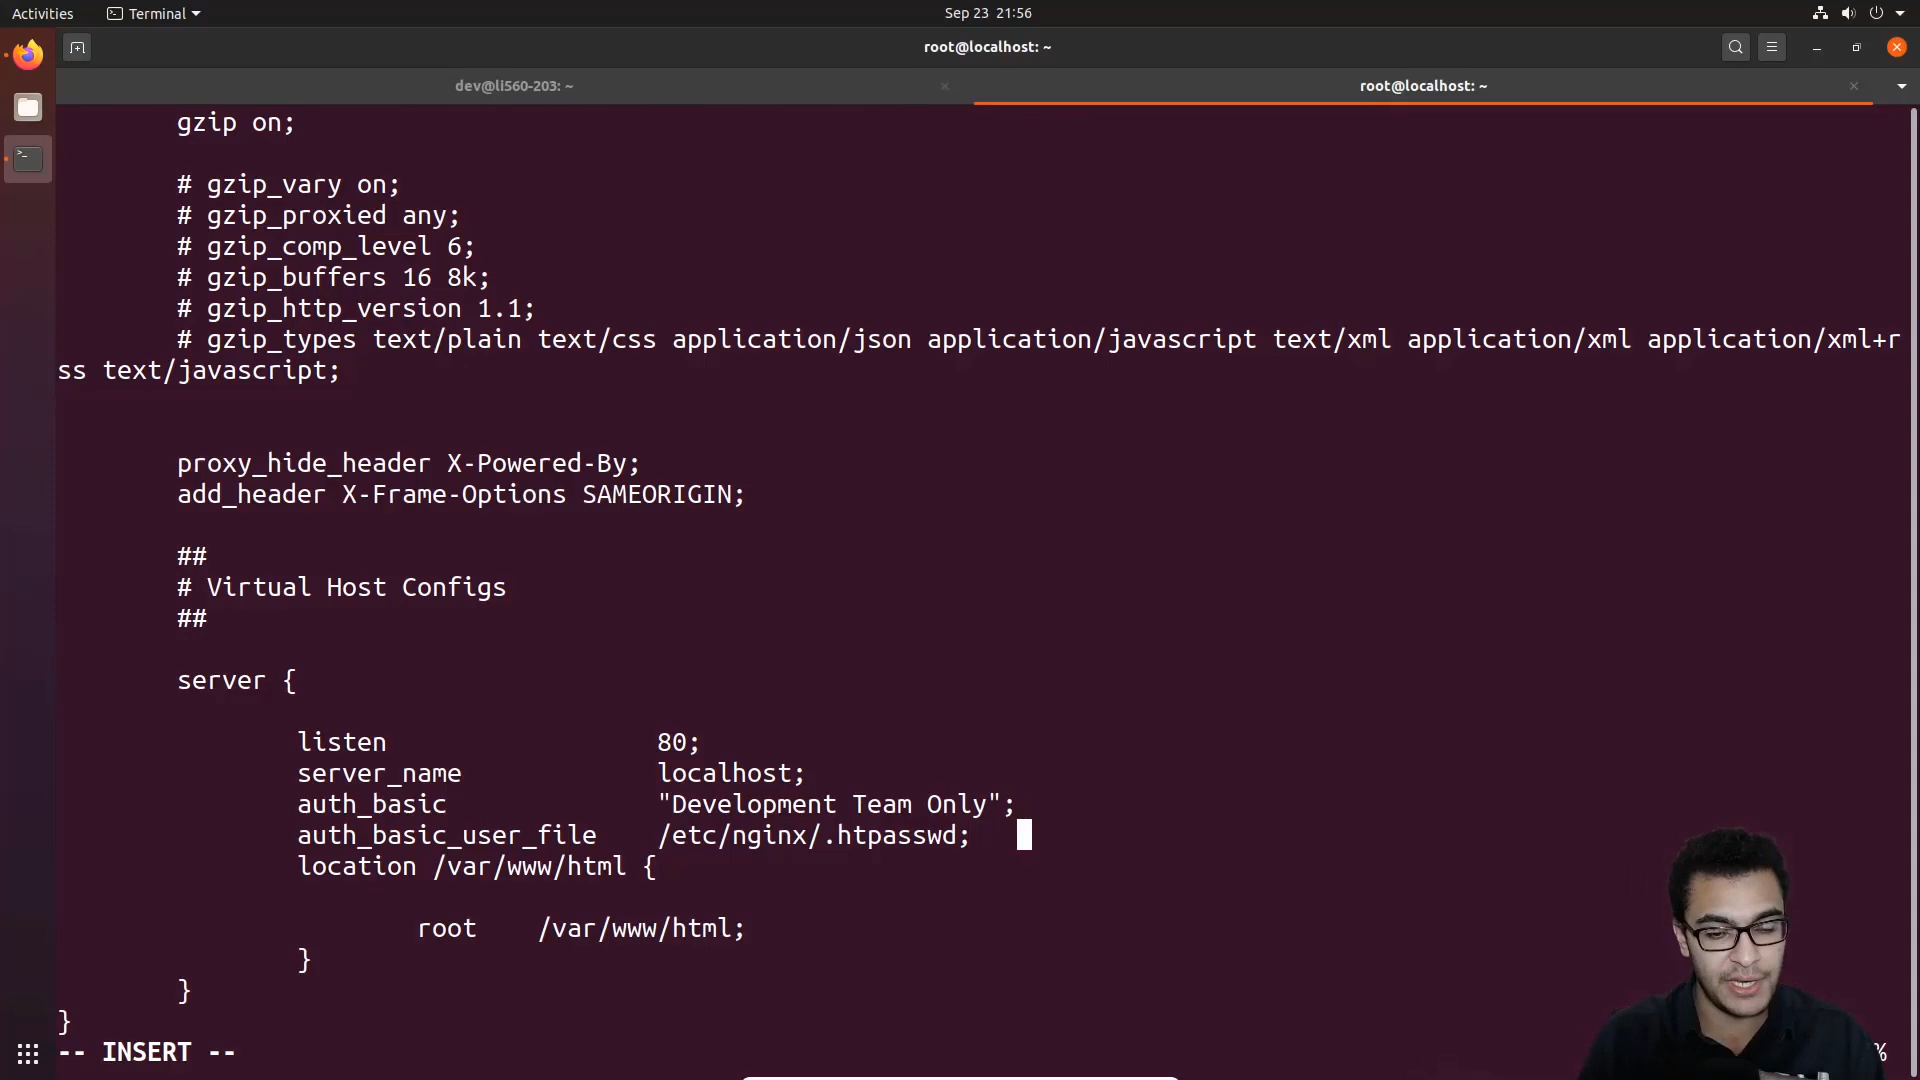 Activities
Terminal
Sep 23 21:56
root@localhost: ~
dev@li560-203: ~
root@localhost: ~
gzip on;
# gzip_vary on;
# gzip_proxied any;
# gzip_comp_level 6;
# gzip_buffers 16 8k;
# gzip_http_version 1.1;
# gzip_types text/plain text/css application/json application/javascript text/xml application/xml application/xml+r
ss text/javascript;
proxy_hide_header X-Powered-By;
add_header X-Frame-Options SAMEORIGIN;
##
# Virtual Host Configs
##
server {
listen 80;
server_name localhost;
auth_basic "Development Team Only";
auth_basic_user_file /etc/nginx/.htpasswd;
location /var/www/html {
root /var/www/html;
}
}
}
-- INSERT --
%